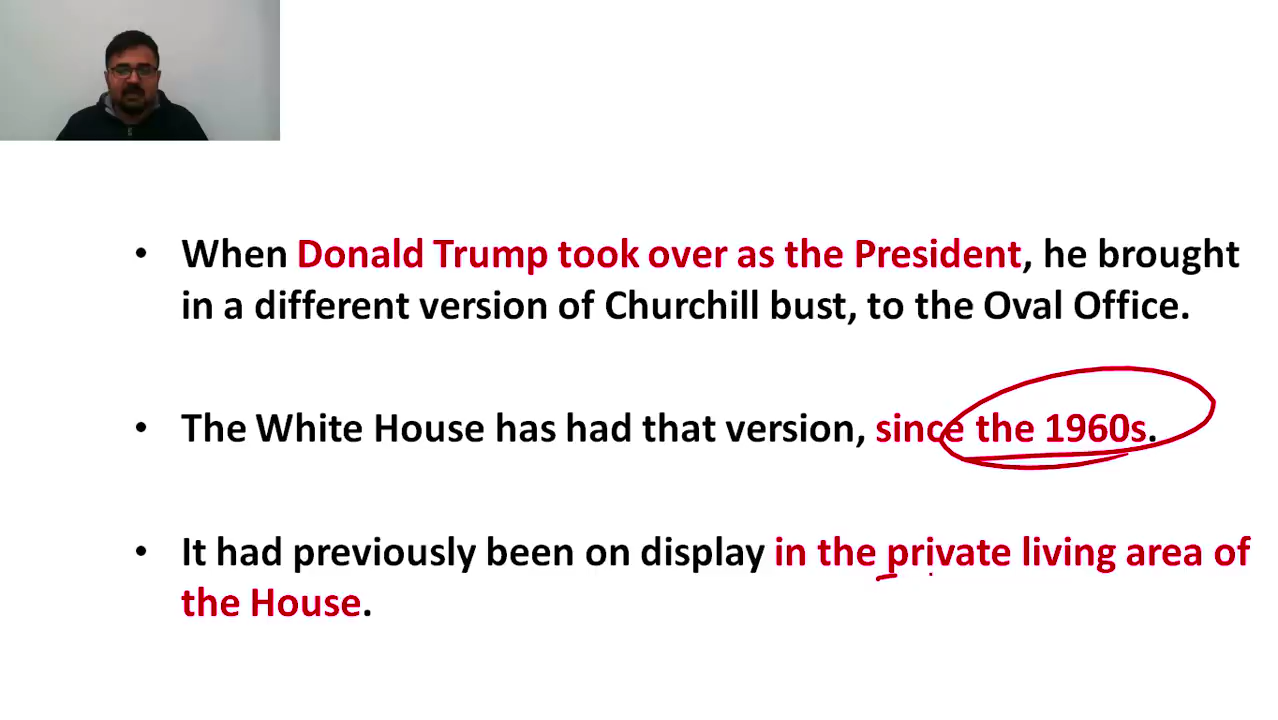 • When Donald Trump took over as the President, he brought
in a different version of Churchill bust, to the Oval Office.
• The White House has had that version, since the 1960s.
• It had previously been on display in the private living area of
the House.